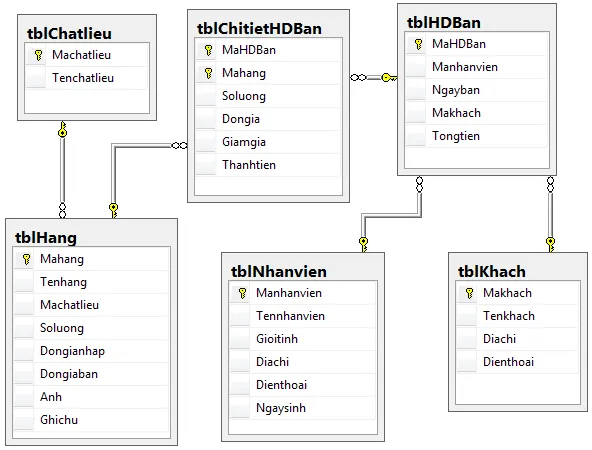 tblChatlieu
Machatlieu
Tenchatlieu
tblChitietHDBan
MaHDBan
Mahang
Soluong
Dongia
Giamgia
Thanhtien
tblHDBan
MaHDBan
Manhanvien
Ngayban
Makhach
Tongtien
tblHang
Mahang
Tenhang
Machatlieu
Soluong
Dongianhap
Dongiaban
Anh
Ghichu
tblNhanvien
Manhanvien
Tennhanvien
Gioitinh
Diachi
Dienthoai
Ngaysinh
tblKhach
Makhach
Tenkhach
Diachi
Dienthoai